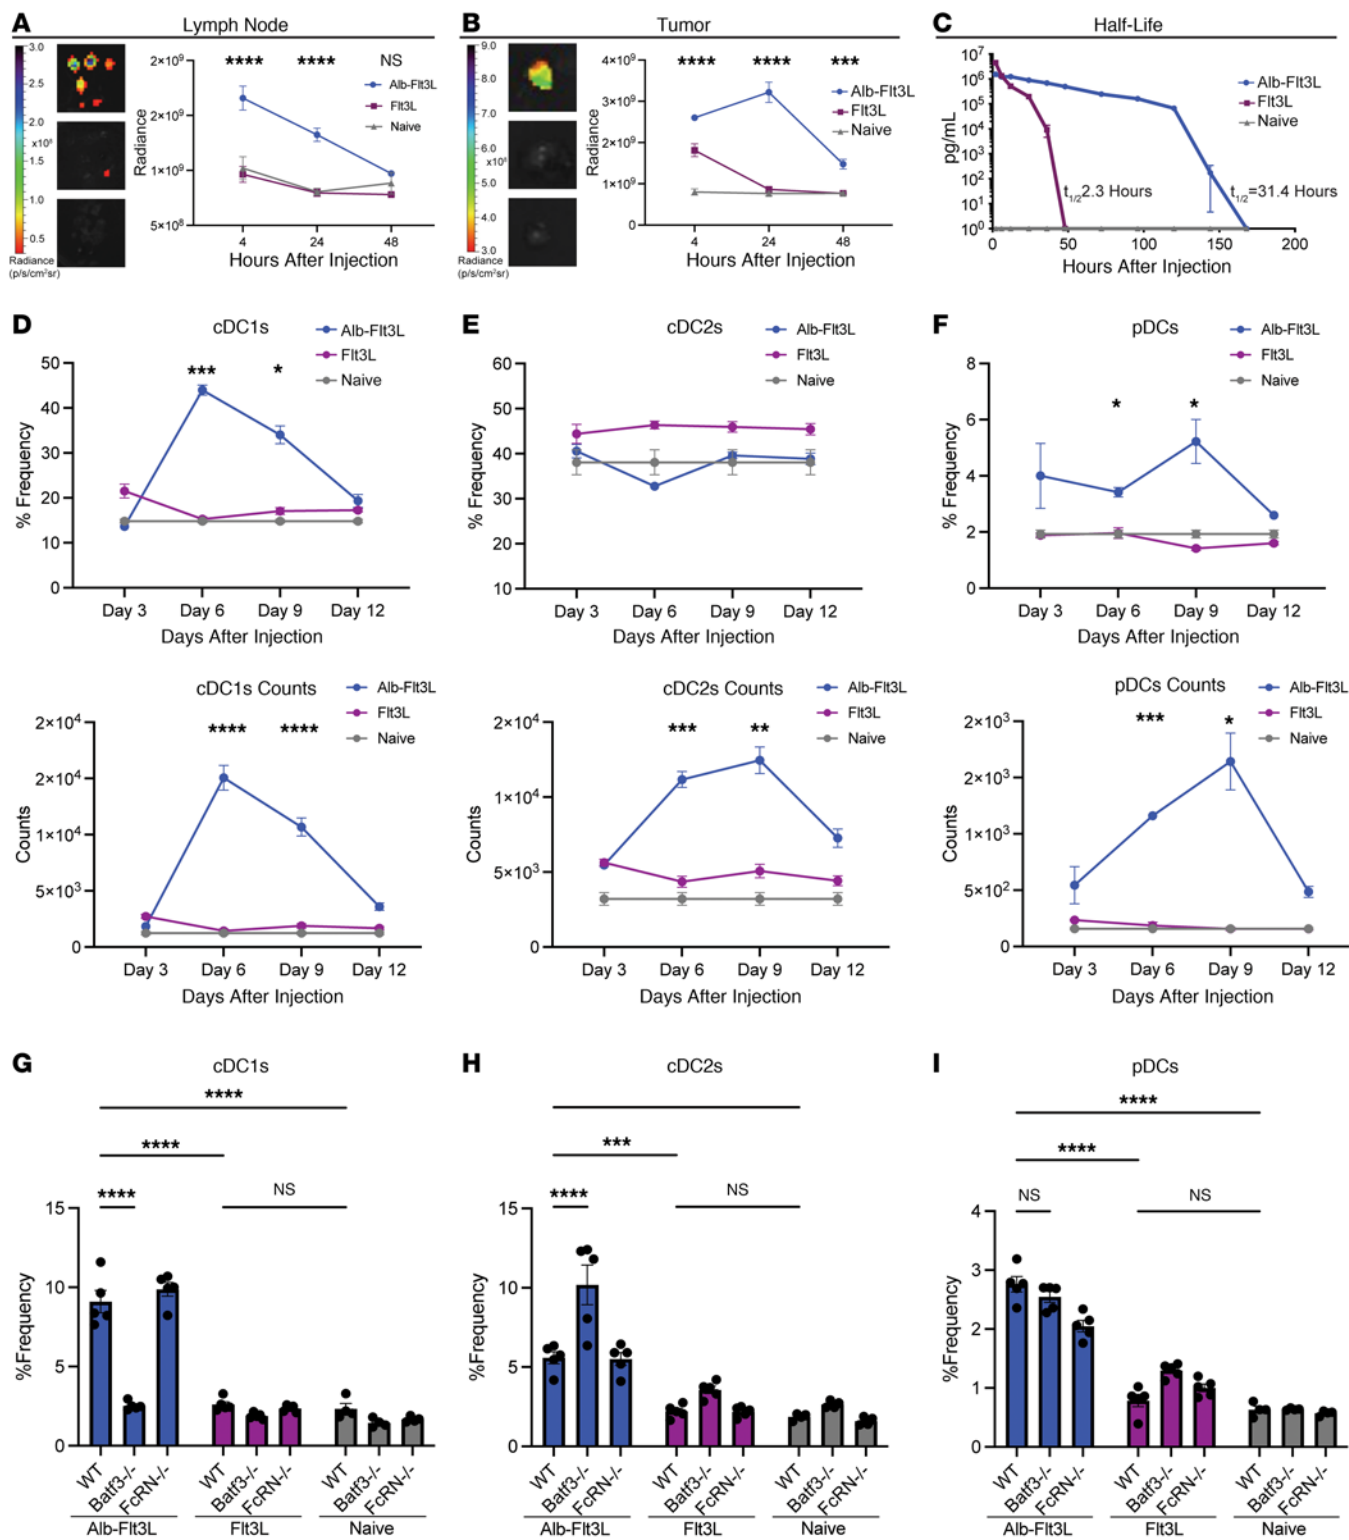 A Lymph Node
3.0
2.5
2.0
x10⁸
1.5
1.0
0.5
Radiance
(p/s/cm²sr)
Radiance
2×10⁹
2×10⁹
1×10⁹
5×10⁸
**** **** NS
Alb-Flt3L
Flt3L
Naive
4 24 48
Hours After Injection
B Tumor
9.0
8.0
7.0
x10⁸
6.0
5.0
4.0
3.0
Radiance
(p/s/cm²sr)
Radiance
4×10⁹
3×10⁹
2×10⁹
1×10⁹
0
**** **** ***
Alb-Flt3L
Flt3L
Naive
4 24 48
Hours After Injection
C Half-Life
pg/mL
10⁷
10⁶
10⁵
10⁴
10³
10²
10¹
10⁰
Alb-Flt3L
Flt3L
Naive
t1/2 2.3 Hours
t1/2=31.4 Hours
0 50 100 150 200
Hours After Injection
D cDC1s
Alb-Flt3L
Flt3L
Naive
% Frequency
50
40
30
20
10
0
*** *
Day 3 Day 6 Day 9 Day 12
Days After Injection
cDC1s Counts
Alb-Flt3L
Flt3L
Naive
Counts
2×10⁴
2×10⁴
1×10⁴
5×10³
0
**** ****
Day 3 Day 6 Day 9 Day 12
Days After Injection
E cDC2s
Alb-Flt3L
Flt3L
Naive
% Frequency
60
50
40
30
20
10
Day 3 Day 6 Day 9 Day 12
Days After Injection
cDC2s Counts
Alb-Flt3L
Flt3L
Naive
Counts
2×10⁴
1×10⁴
5×10³
0
*** **
Day 3 Day 6 Day 9 Day 12
Days After Injection
F pDCs
Alb-Flt3L
Flt3L
Naive
% Frequency
8
6
4
2
0
* *
Day 3 Day 6 Day 9 Day 12
Days After Injection
pDCs Counts
Alb-Flt3L
Flt3L
Naive
Counts
2×10³
2×10³
1×10³
5×10²
0
*** *
Day 3 Day 6 Day 9 Day 12
Days After Injection
G cDC1s
****
****
**** NS
%Frequency
15
10
5
0
WT Batf3-/- FcRN-/- WT Batf3-/- FcRN-/- WT Batf3-/- FcRN-/-
Alb-Flt3L Flt3L Naive
H cDC2s
****
***
**** NS
%Frequency
15
10
5
0
WT Batf3-/- FcRN-/- WT Batf3-/- FcRN-/- WT Batf3-/- FcRN-/-
Alb-Flt3L Flt3L Naive
I pDCs
****
****
NS NS
%Frequency
4
3
2
1
0
WT Batf3-/- FcRN-/- WT Batf3-/- FcRN-/- WT Batf3-/- FcRN-/-
Alb-Flt3L Flt3L Naive